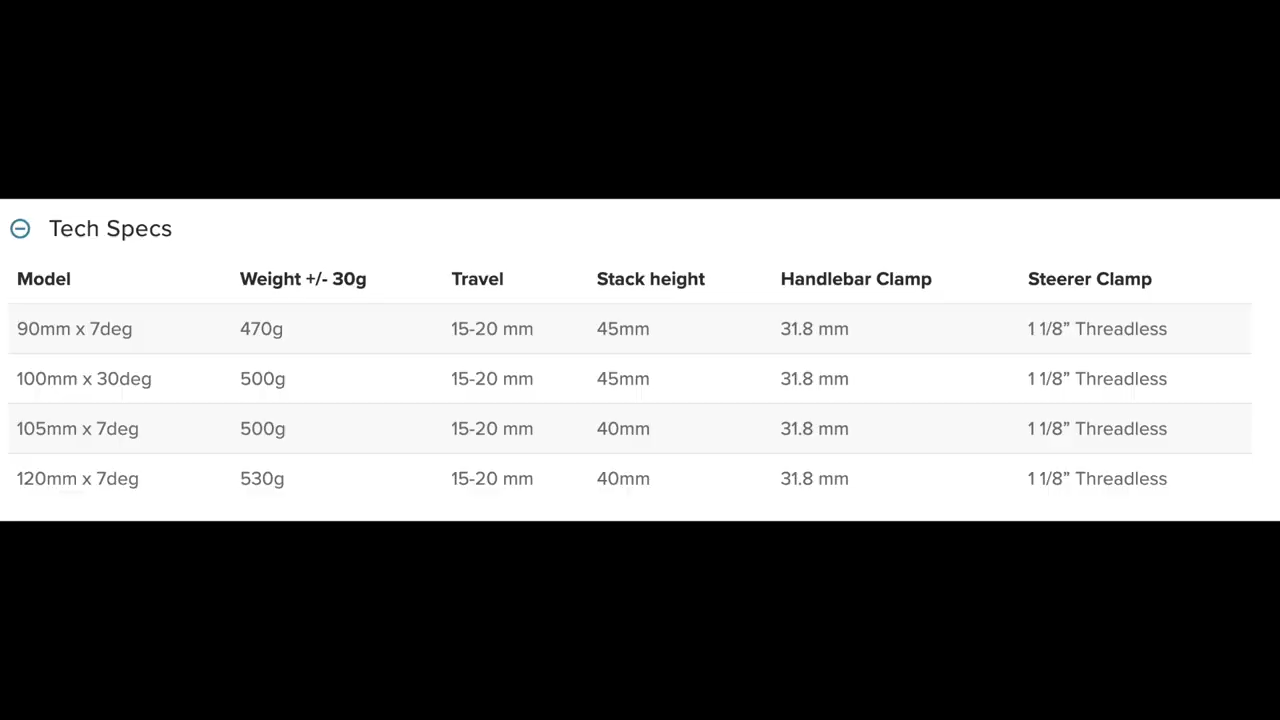 Tech Specs
Model Weight +/- 30g Travel Stack height Handlebar Clamp Steerer Clamp
90mm x 7deg 470g 15-20 mm 45mm 31.8 mm 1 1/8” Threadless
100mm x 30deg 500g 15-20 mm 45mm 31.8 mm 1 1/8” Threadless
105mm x 7deg 500g 15-20 mm 40mm 31.8 mm 1 1/8” Threadless
120mm x 7deg 530g 15-20 mm 40mm 31.8 mm 1 1/8” Threadless